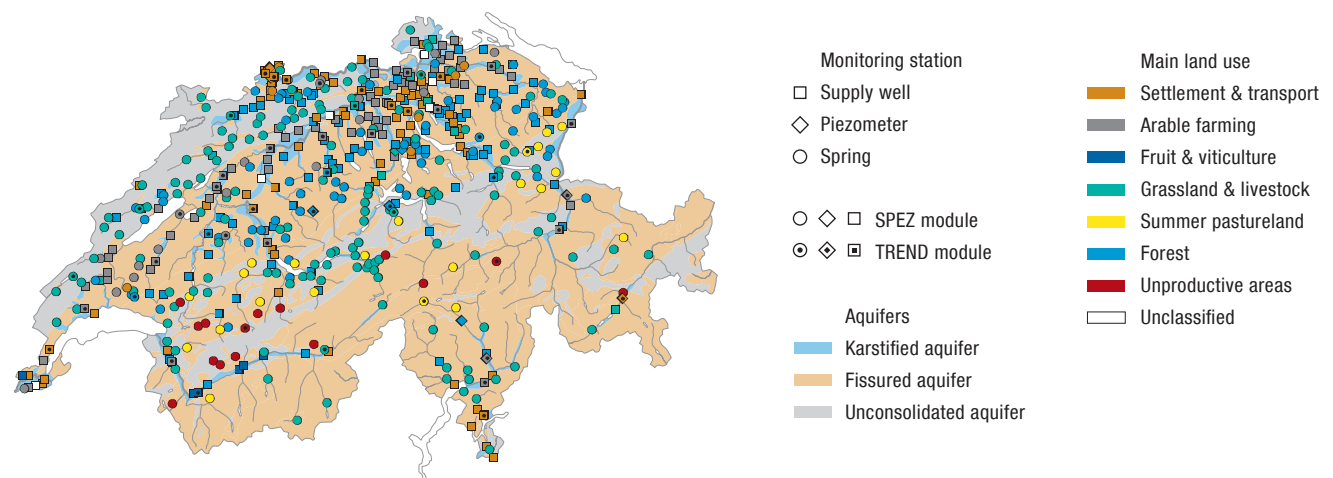 Monitoring station
Supply well
Piezometer
Spring
SPEZ module
TREND module
Aquifers
Karstified aquifer
Fissured aquifer
Unconsolidated aquifer
Main land use
Settlement & transport
Arable farming
Fruit & viticulture
Grassland & livestock
Summer pastureland
Forest
Unproductive areas
Unclassified